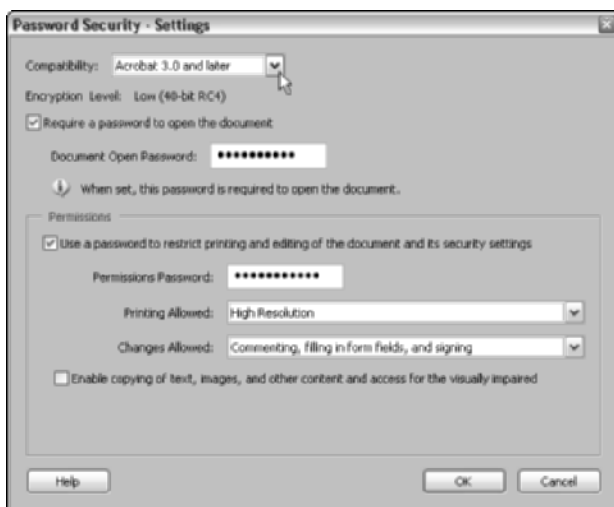 Password Security - Settings
Compatibility: Acrobat 3.0 and later
Encryption Level: Low (40-bit RC4)
Require a password to open the document
Document Open Password: ••••••••••
When set, this password is required to open the document.
Permissions
Use a password to restrict printing and editing of the document and its security settings
Permissions Password: •••••••••••
Printing Allowed: High Resolution
Changes Allowed: Commenting, filling in form fields, and signing
Enable copying of text, images, and other content and access for the visually impaired
Help OK Cancel